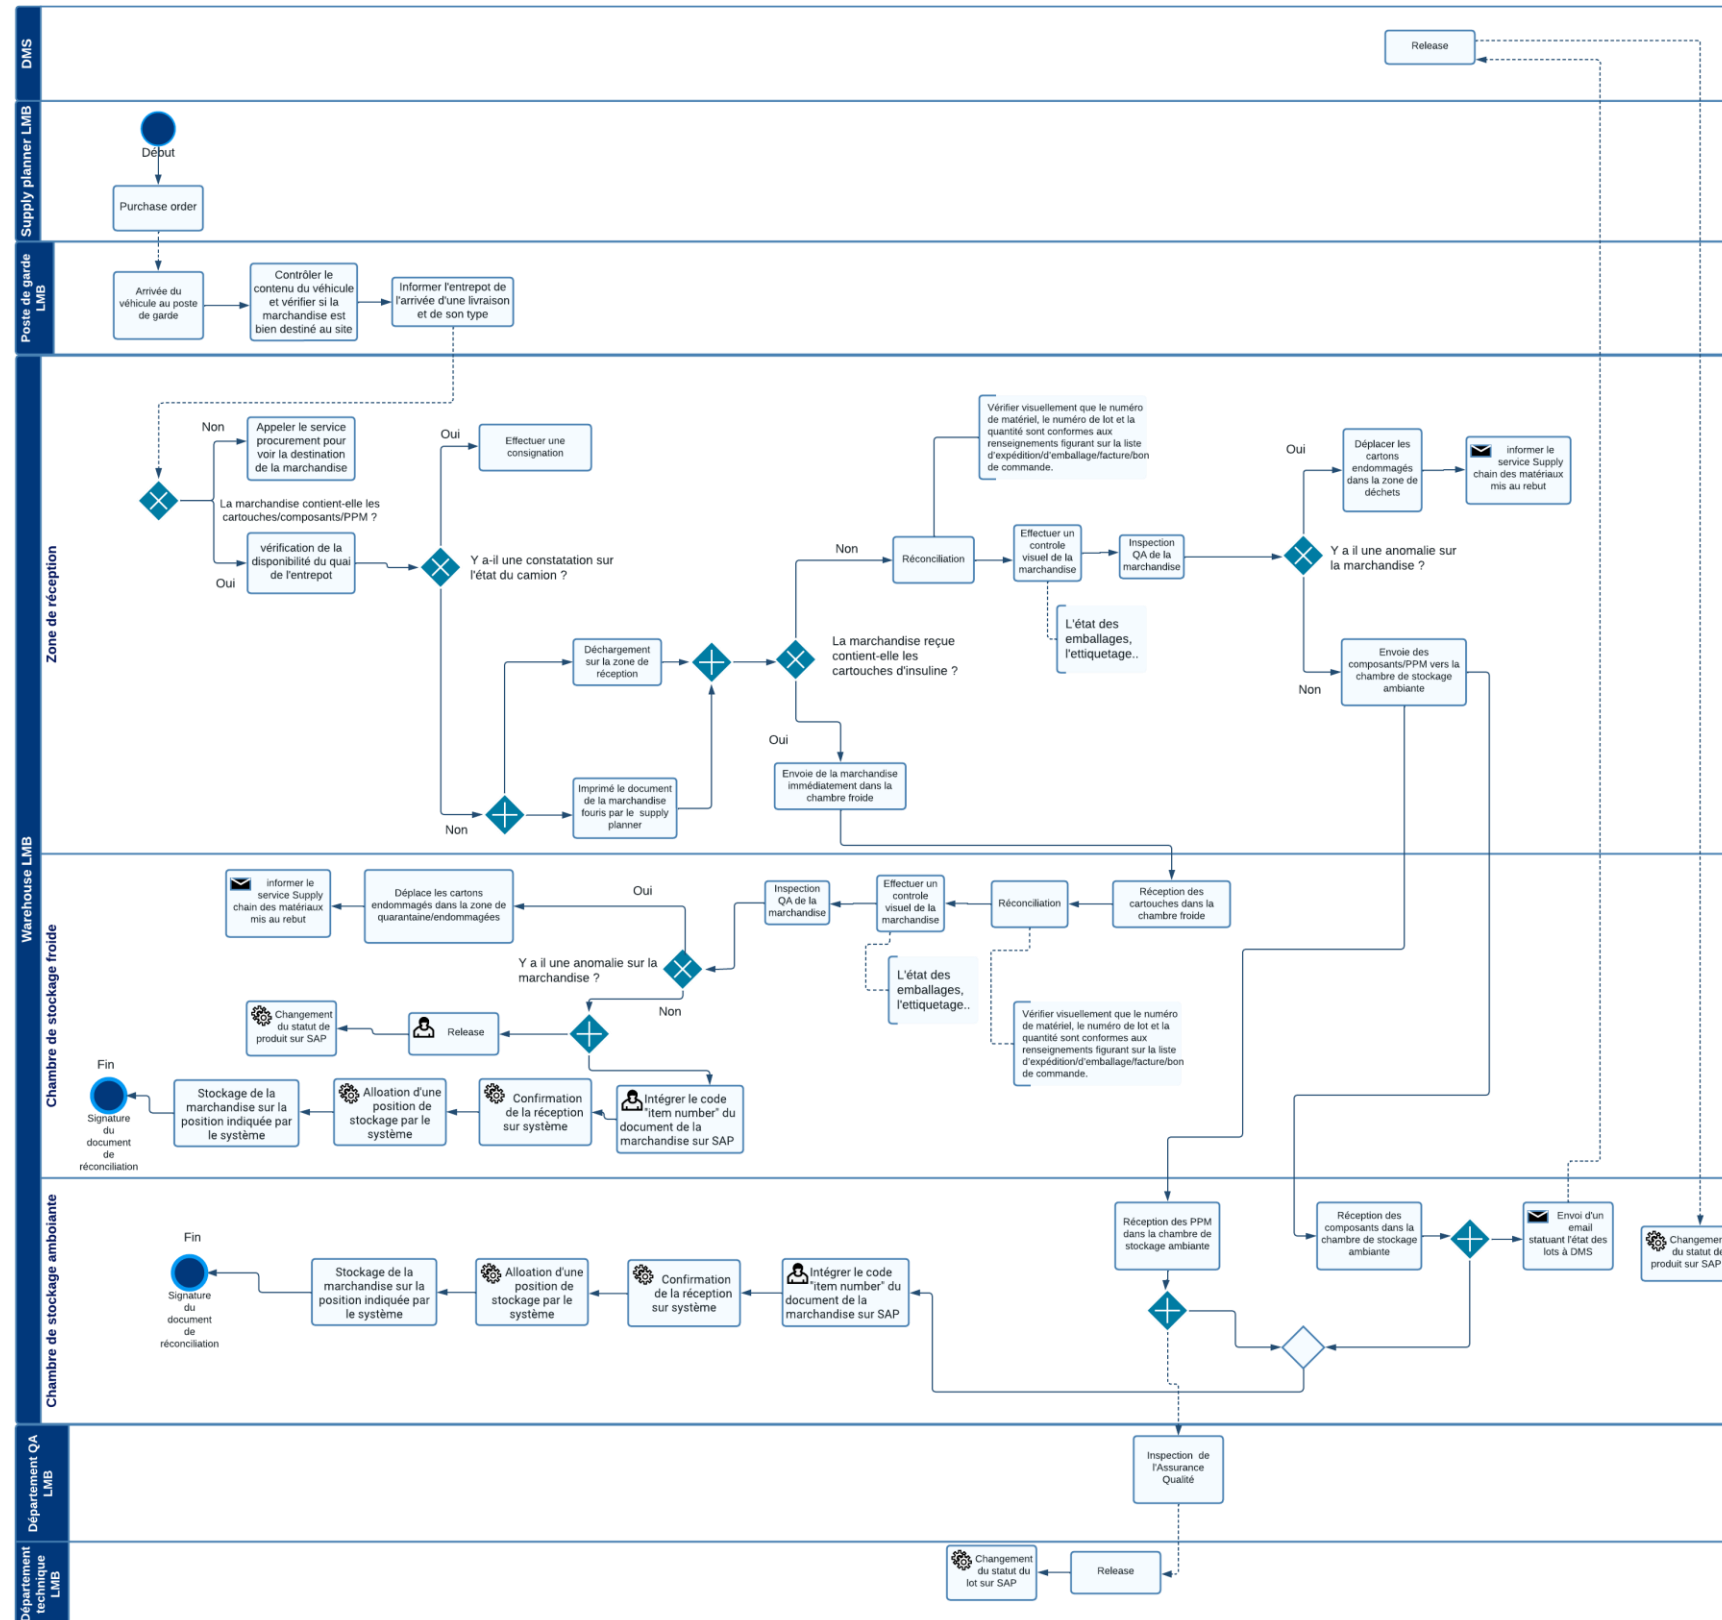 DMS
Release
Supply planner LMB
Début
Purchase order
Poste de garde
LMB
Arrivée du
véhicule au poste
de garde
Contrôler le
contenu du véhicule
et vérifier si la
marchandise est
bien destiné au site
Informer l'entrepot de
l'arrivée d'une livraison
et de son type
Warehouse LMB
Zone de réception
Non
Appeler le service
procurement pour
voir la destination
de la marchandise
La marchandise contient-elle les
cartouches/composants/PPM ?
Oui
vérification de la
disponibilité du quai
de l'entrepot
Oui
Effectuer une
consignation
Y a-il une constatation sur
l'état du camion ?
Non
Déchargement
sur la zone de
réception
Imprimé le document
de la marchandise
fouris par le supply
planner
La marchandise reçue
contient-elle les
cartouches d'insuline ?
Non
Oui
Envoie de la marchandise
immédiatement dans la
chambre froide
Réconciliation
Vérifier visuellement que le numéro
de matériel, le numéro de lot et la
quantité sont conformes aux
renseignements figurant sur la liste
d'expédition/d'emballage/facture/bon
de commande.
Effectuer un
controle
visuel de la
marchandise
L'état des
emballages,
l'ettiquetage..
Inspection
QA de la
marchandise
Y a il une anomalie sur
la marchandise ?
Oui
Déplacer les
cartons
endommagés
dans la zone de
déchets
informer le
service Supply
chain des matériaux
mis au rebut
Non
Envoie des
composants/PPM vers la
chambre de stockage
ambiante
Chambre de stockage froide
Réception des
cartouches dans la
chambre froide
Réconciliation
Vérifier visuellement que le numéro
de matériel, le numéro de lot et la
quantité sont conformes aux
renseignements figurant sur la liste
d'expédition/d'emballage/facture/bon
de commande.
Effectuer un
controle
visuel de la
marchandise
L'état des
emballages,
l'ettiquetage..
Inspection
QA de la
marchandise
Y a il une anomalie sur la
marchandise ?
Oui
Déplace les cartons
endommagés dans la zone de
quarantaine/endommagées
informer le
service Supply
chain des matériaux
mis au rebut
Non
Release
Changement
du statut de
produit sur SAP
Intégrer le code
"item number" du
document de la
marchandise sur SAP
Confirmation
de la réception
sur système
Alloation d'une
position de
stockage par le
système
Stockage de la
marchandise sur la
position indiquée par
le système
Fin
Signature
du
document
de
réconciliation
Chambre de stockage amboiante
Réception des PPM
dans la chambre de
stockage ambiante
Réception des
composants dans la
chambre de stockage
ambiante
Envoi d'un
email
statuant l'état des
lots à DMS
Changement
du statut de
produit sur SAP
Intégrer le code
"item number" du
document de la
marchandise sur SAP
Confirmation
de la réception
sur système
Alloation d'une
position de
stockage par le
système
Stockage de la
marchandise sur la
position indiquée par
le système
Fin
Signature
du
document
de
réconciliation
Département QA
LMB
Inspection de
l'Assurance
Qualité
Département
technique
LMB
Release
Changement
du statut du
lot sur SAP